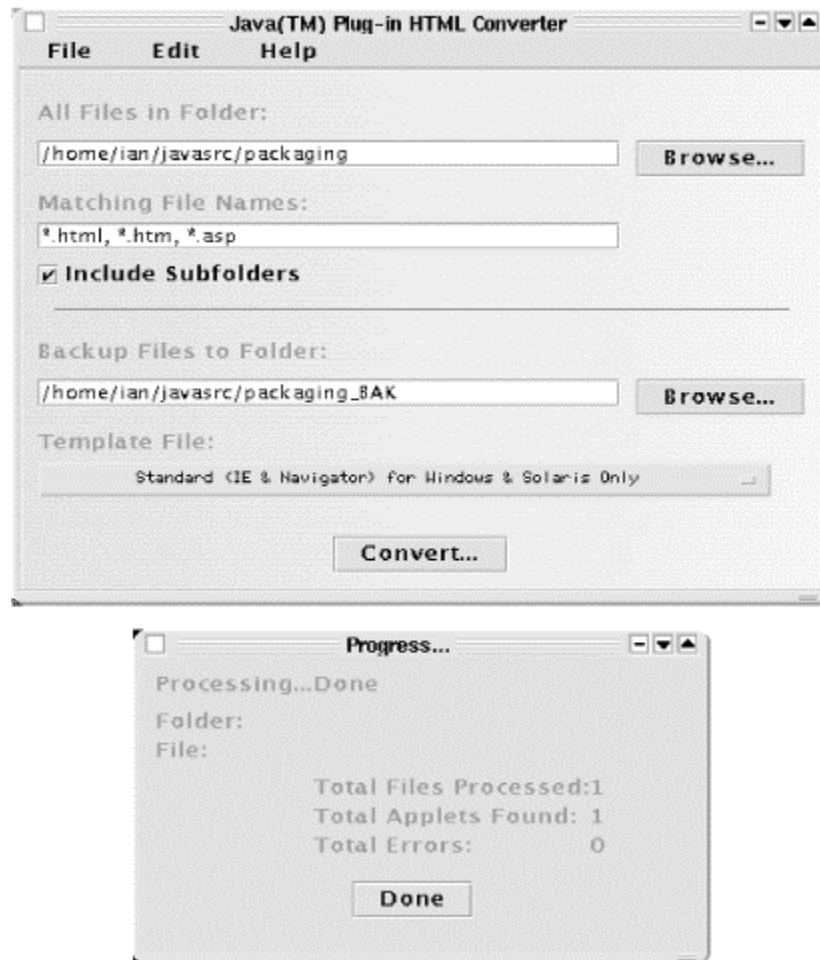 Java(TM) Plug-in HTML Converter
File Edit Help
All Files in Folder:
/home/ian/javasrc/packaging Browse...
Matching File Names:
*.html, *.htm, *.asp
Include Subfolders
Backup Files to Folder:
/home/ian/javasrc/packaging_BAK Browse...
Template File:
Standard (IE & Navigator) for Windows & Solaris Only
Convert...
Progress...
Processing...Done
Folder:
File:
Total Files Processed:1
Total Applets Found: 1
Total Errors: 0
Done